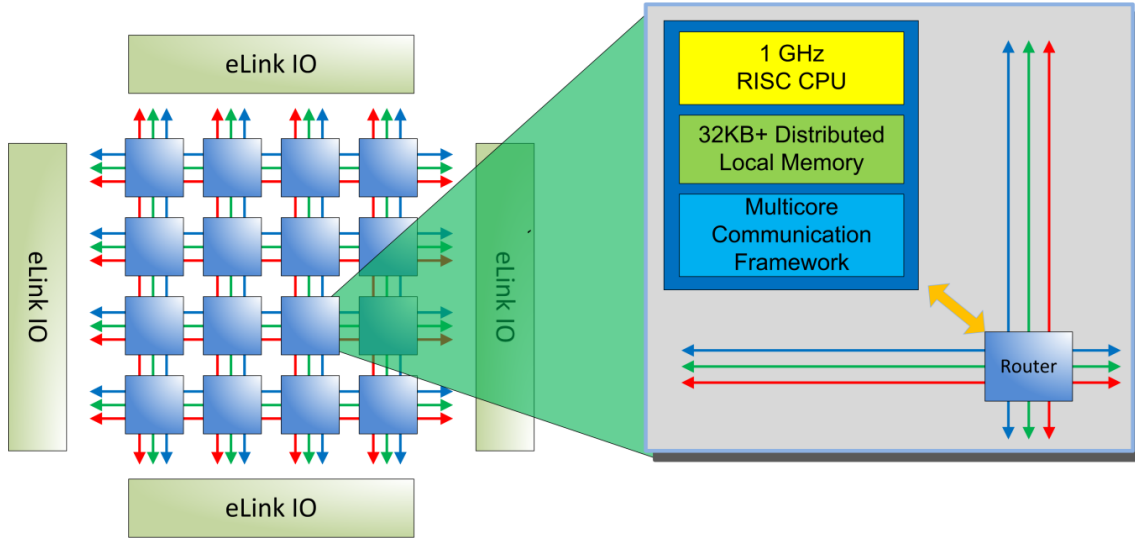 eLink IO
eLink IO
eLink IO
eLink IO
1 GHz
RISC CPU
32KB+ Distributed
Local Memory
Multicore
Communication
Framework
Router